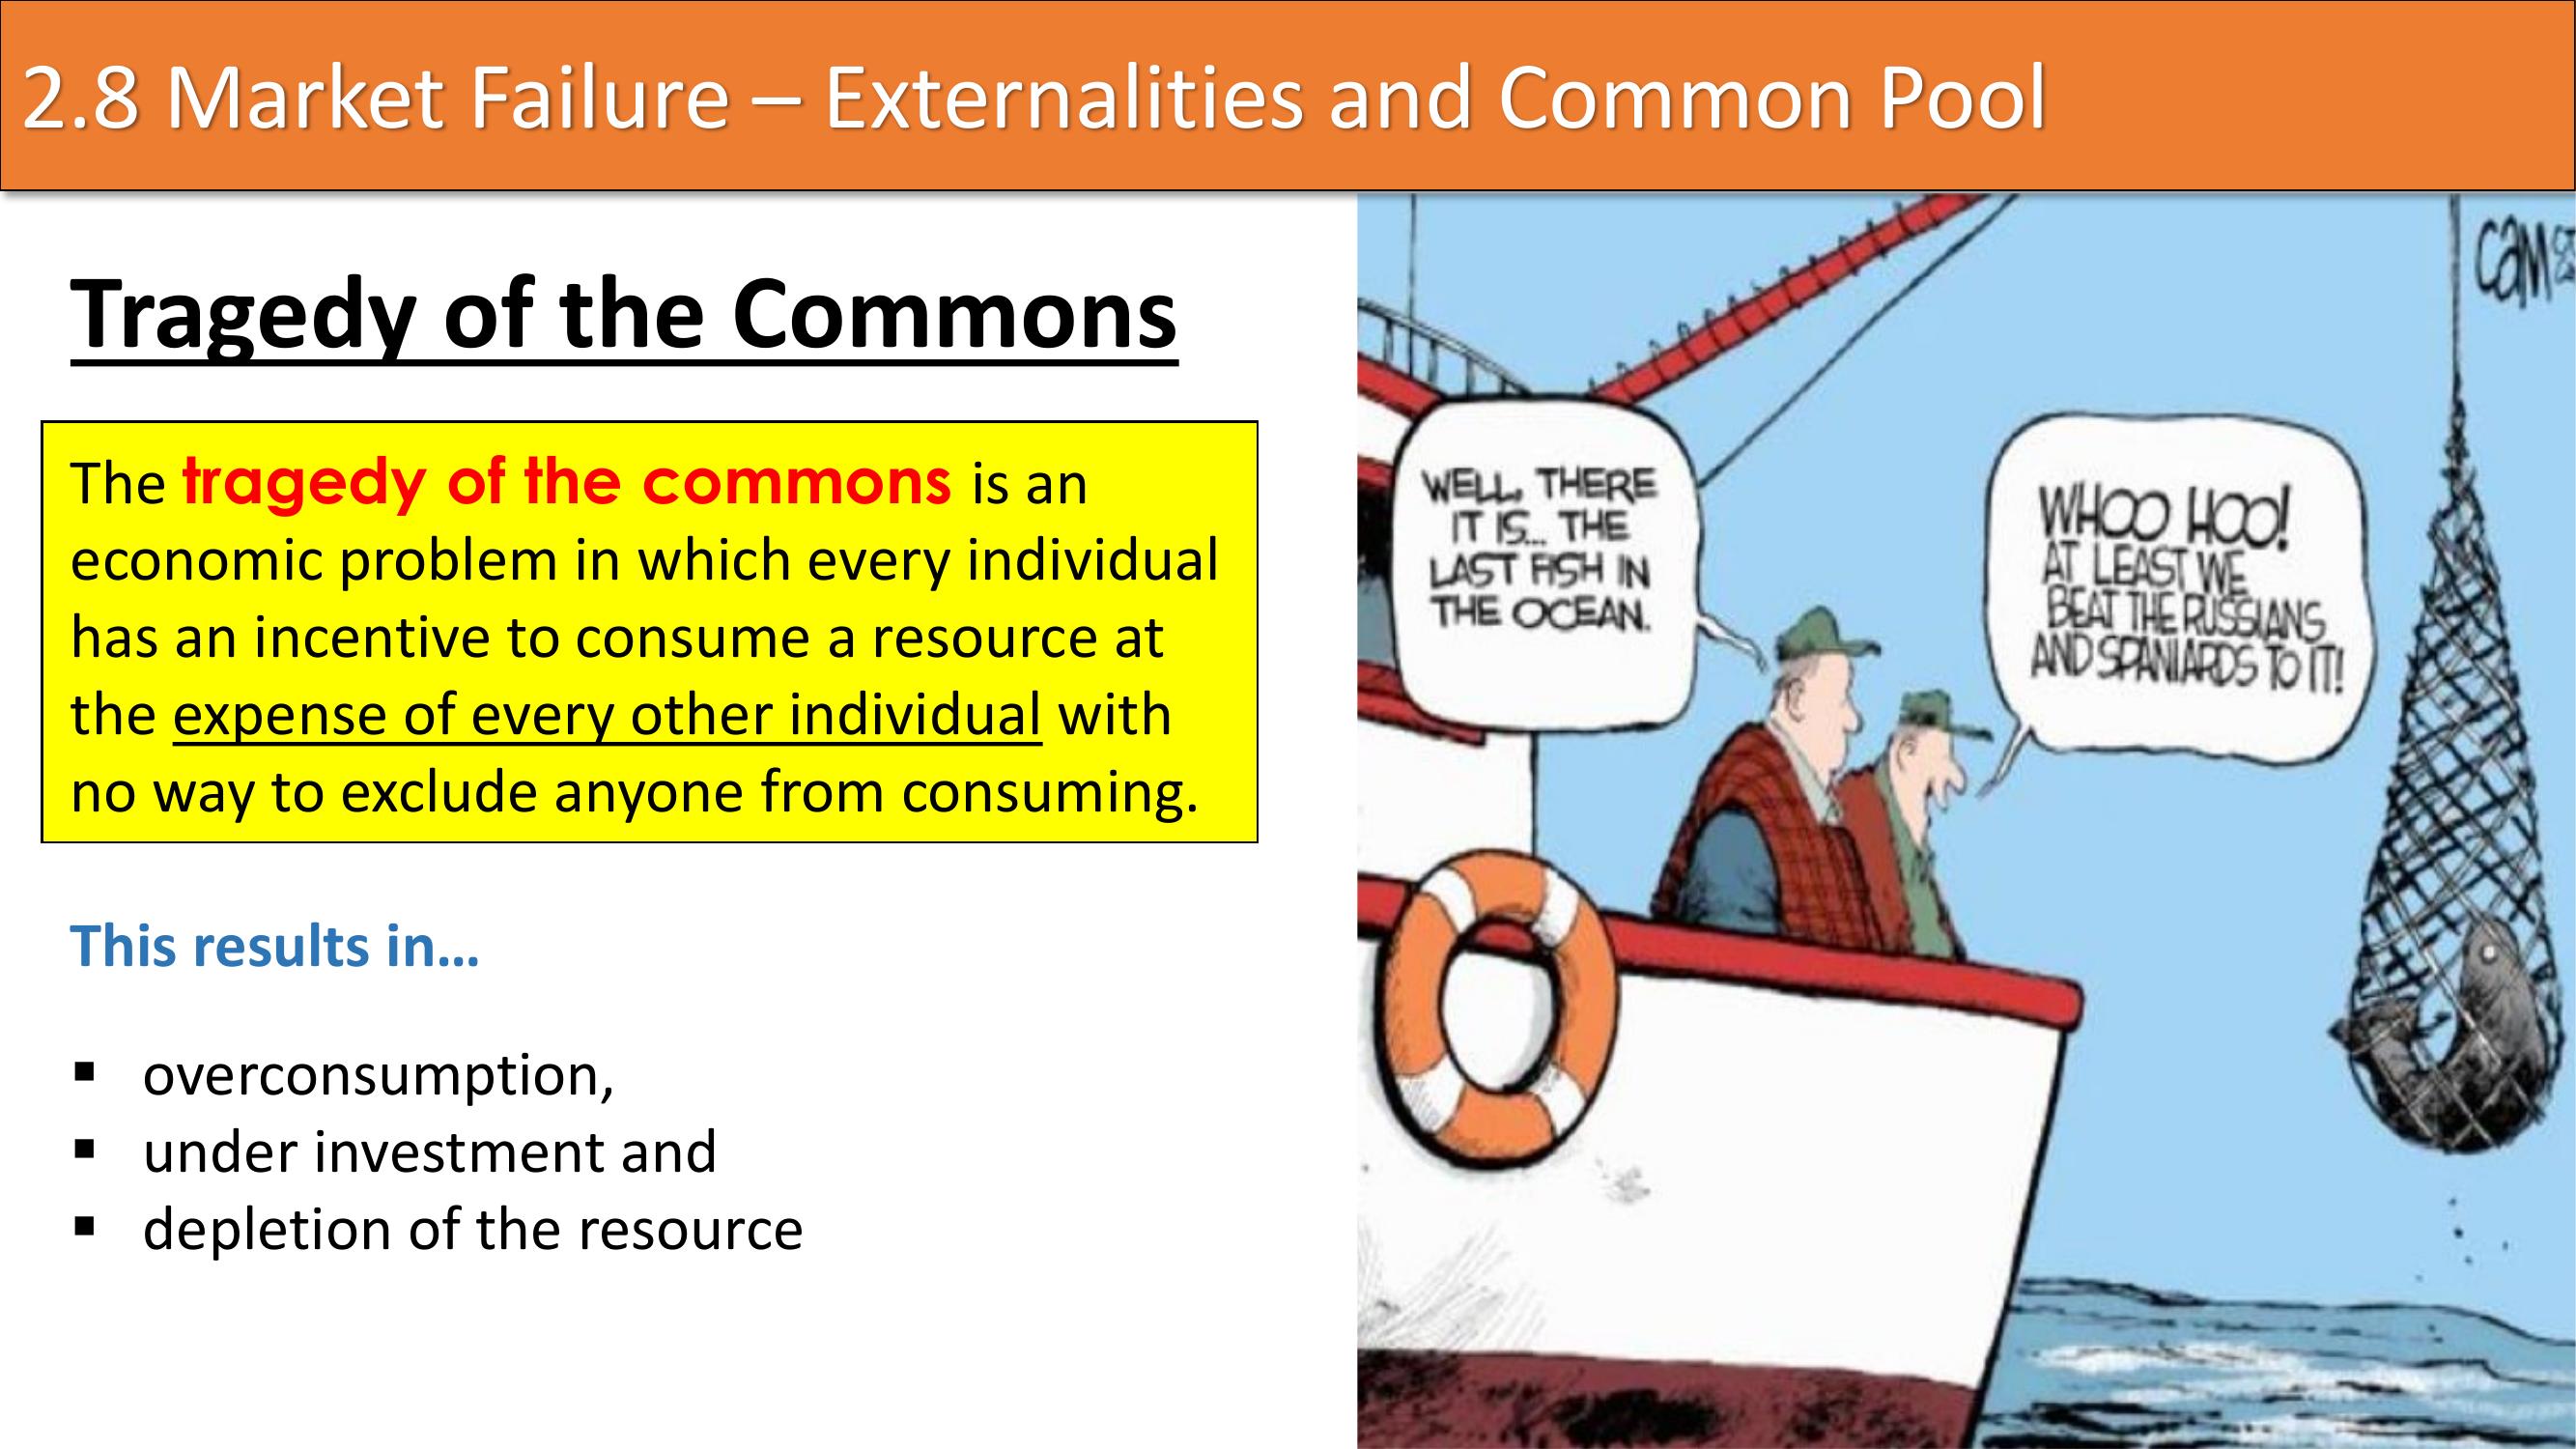 2.8 Market Failure – Externalities and Common Pool
Tragedy of the Commons
The tragedy of the commons is an
economic problem in which every individual
has an incentive to consume a resource at
the expense of every other individual with
no way to exclude anyone from consuming.
This results in...
▪ overconsumption,
▪ under investment and
▪ depletion of the resource
WELL, THERE
IT IS... THE
LAST FISH IN
THE OCEAN.
WHOO HOO!
AT LEAST WE
BEAT THE RUSSIANS
AND SPANIARDS TO IT!
CAM